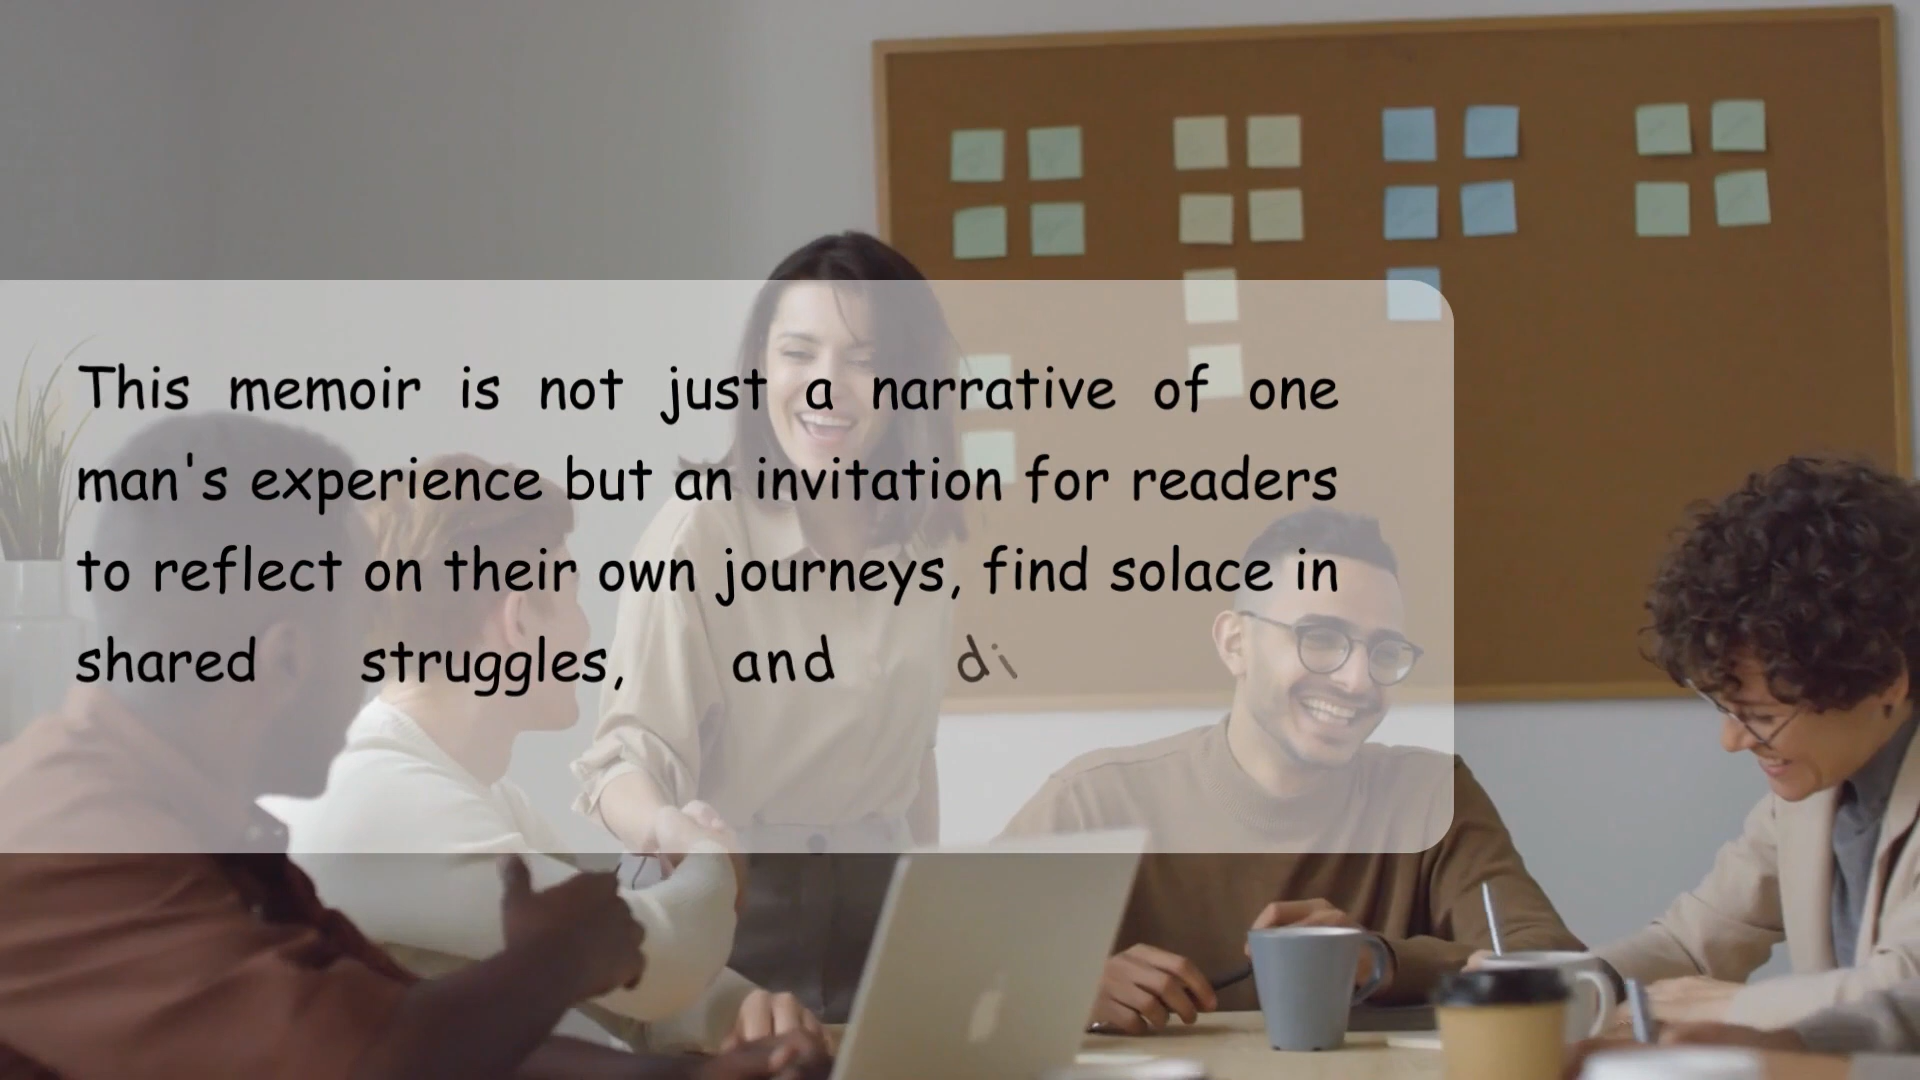 This memoir is not just a narrative of one
man's experience but an invitation for readers
to reflect on their own journeys, find solace in
shared struggles, and di